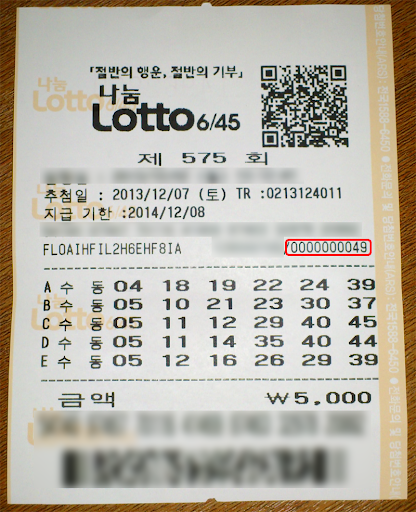 「절반의 행운, 절반의 기부」
나눔
Lotto 6/45
제 575 회
추첨일 : 2013/12/07 (토) TR :0213124011
지급 기한 :2014/12/08
FLOAIHFIL2H6EHF8IA /0000000049
A 수 동 04 18 19 22 24 39
B 수 동 05 10 21 23 30 37
C 수 동 05 11 12 29 40 45
D 수 동 05 11 14 35 40 44
E 수 동 05 12 16 26 29 39
금액 ₩5,000